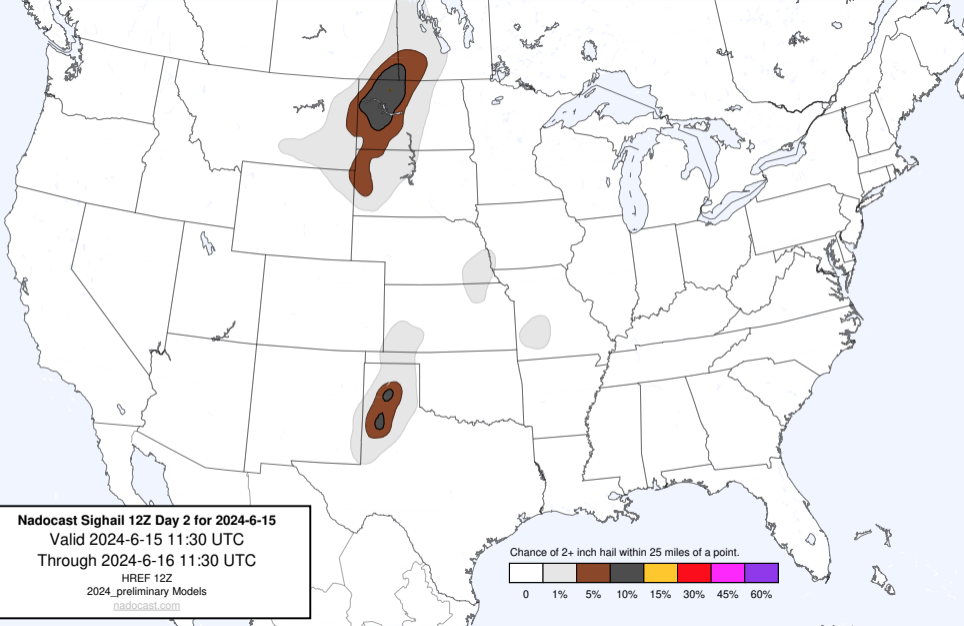 Nadocast Sighail 12Z Day 2 for 2024-6-15
Valid 2024-6-15 11:30 UTC
Through 2024-6-16 11:30 UTC
HREF 12Z
2024_preliminary Models
nadocast.com
Chance of 2+ inch hail within 25 miles of a point.
0 1% 5% 10% 15% 30% 45% 60%